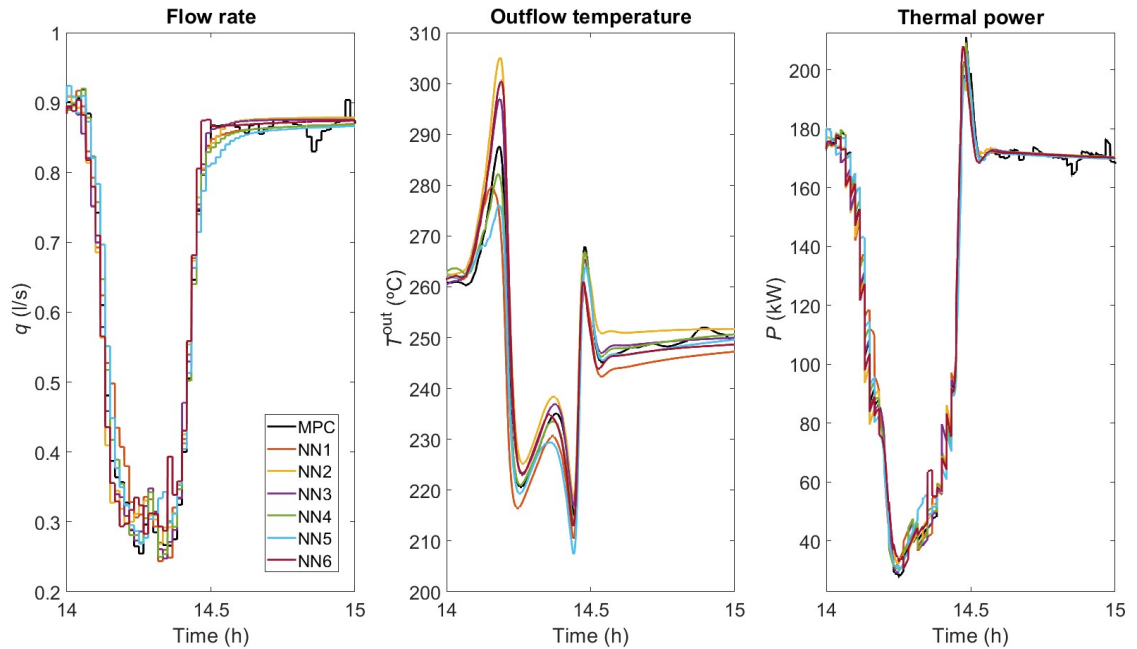 Flow rate
1
0.9
0.8
0.7
0.6
0.5
0.4
0.3
0.2
q (l/s)
14
14.5
15
Time (h)
MPC
NN1
NN2
NN3
NN4
NN5
NN6
Outflow temperature
310
300
290
280
270
260
250
240
230
220
210
200
T^out (ºC)
14
14.5
15
Time (h)
Thermal power
200
180
160
140
120
100
80
60
40
P (kW)
14
14.5
15
Time (h)